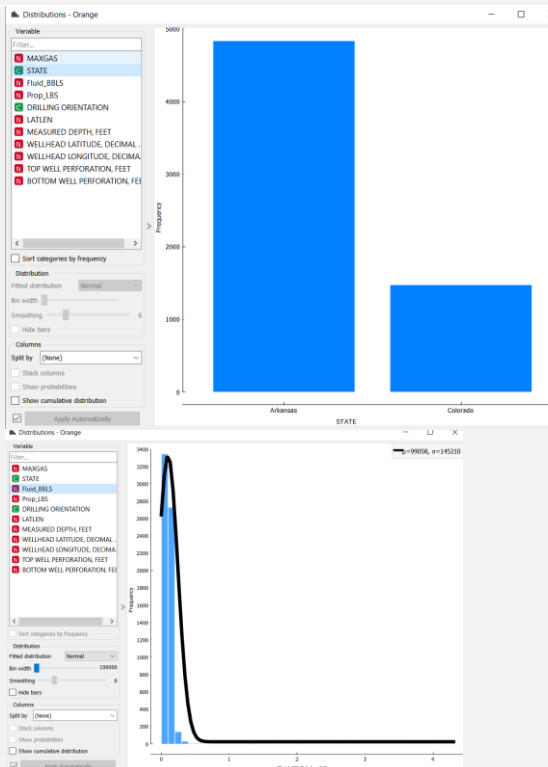 Distributions - Orange
Variable
Filter...
N MAXGAS
C STATE
N Fluid_BBLS
N Prop_LBS
C DRILLING ORIENTATION
N LATLEN
N MEASURED DEPTH, FEET
N WELLHEAD LATITUDE, DECIMAL .
N WELLHEAD LONGITUDE, DECIMA.
N TOP WELL PERFORATION, FEET
N BOTTOM WELL PERFORATION, FEE
Sort categories by frequency
Distribution
Fitted distribution Normal
Bin width
Smoothing 6
Hide bars
Columns
Split by (None)
Stack columns
Show probabilities
Show cumulative distribution
Apply Automatically
5000
4000
3000
2000
1000
0
Frequency
Arkansas Colorado
STATE
Distributions - Orange
Variable
Filter...
N MAXGAS
C STATE
N Fluid_BBLS
N Prop_LBS
C DRILLING ORIENTATION
N LATLEN
N MEASURED DEPTH, FEET
N WELLHEAD LATITUDE, DECIMAL .
N WELLHEAD LONGITUDE, DECIMA.
N TOP WELL PERFORATION, FEET
N BOTTOM WELL PERFORATION, FEE
Sort categories by frequency
Distribution
Fitted distribution Normal
Bin width 100000
Smoothing 8
Hide bars
Columns
Split by (None)
Stack columns
Show probabilities
Show cumulative distribution
Apply Automatically
μ=99058, σ=145210
3400
3200
3000
2800
2600
2400
2200
2000
1800
1600
1400
1200
1000
800
600
400
200
0
Frequency
0 1 2 3 4